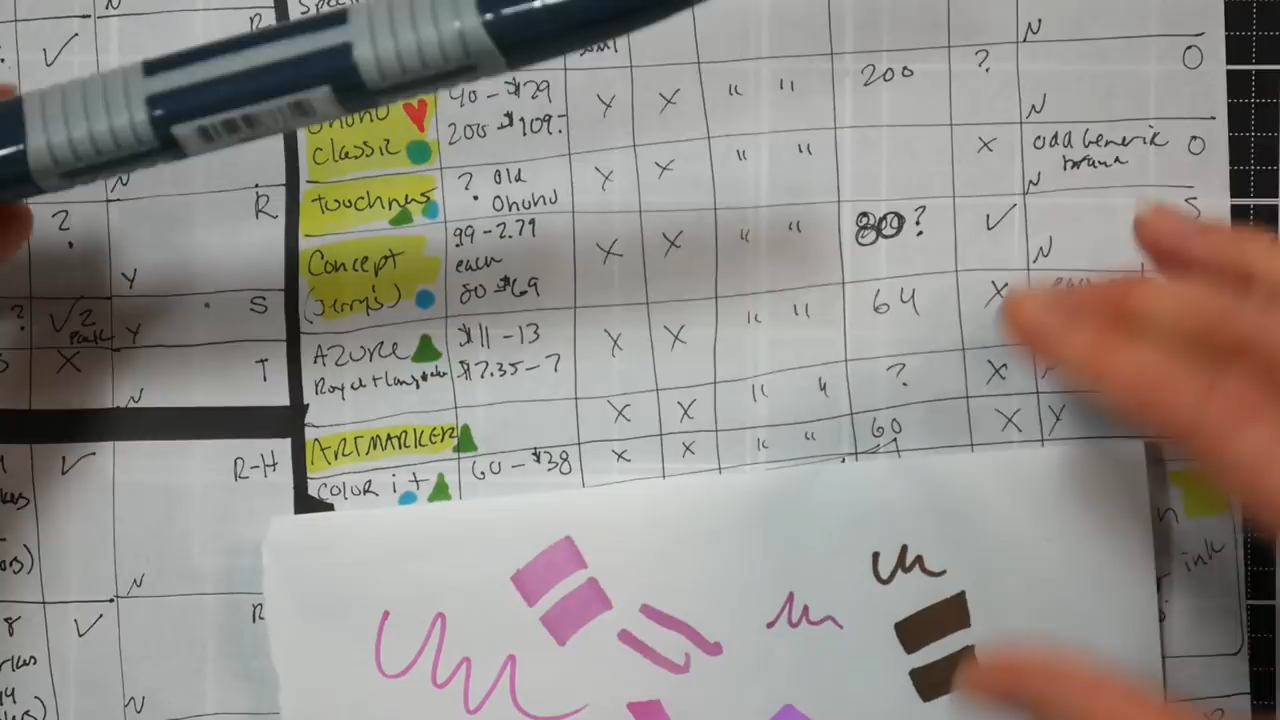 R
✓
200
?
N
O
Ohuhu
classic
40 - $29
200 $109.
Y
X
" "
N
X
odd Generic
brand
O
touchnew
? old
Ohuhu
Y
X
" "
N
Concept
(Jerry's)
99-2.79
each
80 $69
X
X
" "
80?
✓
S
N
AZURE
Royal + Langnickel
$11-13
$7.35-7
X
X
" "
64
X
ARTMARKER
X
X
" "
?
X
COLOR it
60 - $38
X
X
" "
60
X
Y
N
R
?
Y
S
?
✓2
Pack
Y
X
T
N
✓
R-H
N
R
8
✓
N
ink